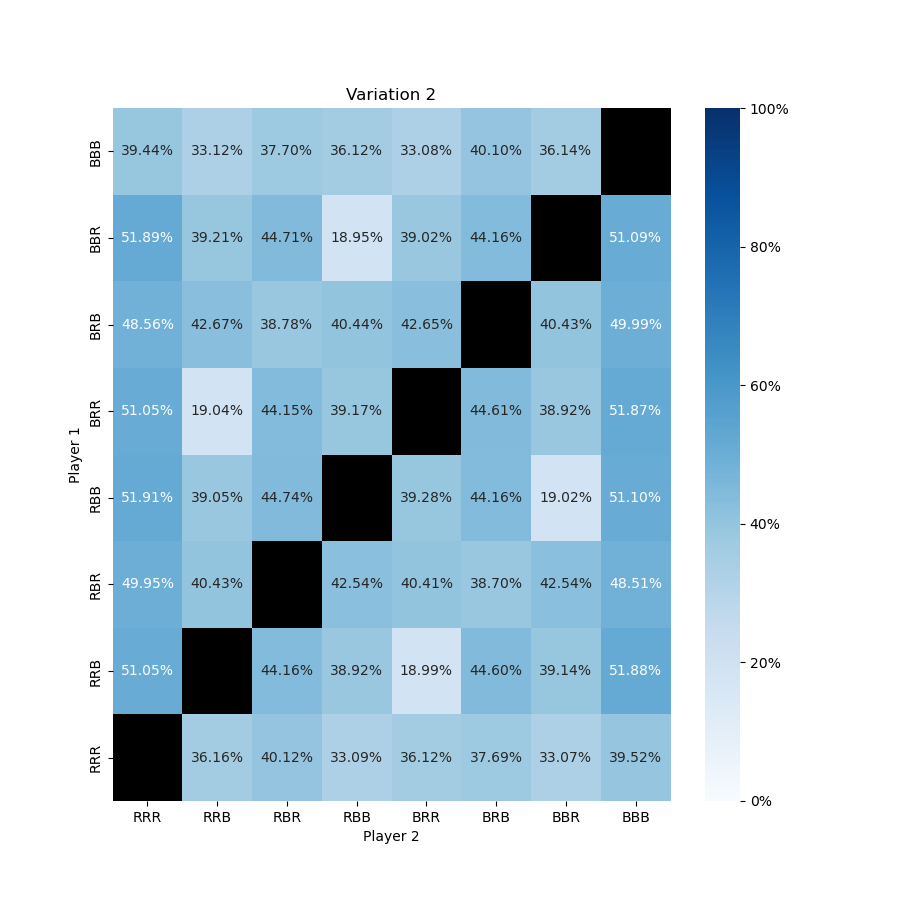 Variation 2
BBB 39.44% 33.12% 37.70% 36.12% 33.08% 40.10% 36.14%
BBR 51.89% 39.21% 44.71% 18.95% 39.02% 44.16% 51.09%
BRB 48.56% 42.67% 38.78% 40.44% 42.65% 40.43% 49.99%
BRR 51.05% 19.04% 44.15% 39.17% 44.61% 38.92% 51.87%
RBB 51.91% 39.05% 44.74% 39.28% 44.16% 19.02% 51.10%
RBR 49.95% 40.43% 42.54% 40.41% 38.70% 42.54% 48.51%
RRB 51.05% 44.16% 38.92% 18.99% 44.60% 39.14% 51.88%
RRR 36.16% 40.12% 33.09% 36.12% 37.69% 33.07% 39.52%
Player 1
RRR RRB RBR RBB BRR BRB BBR BBB
Player 2
100%
80%
60%
40%
20%
0%